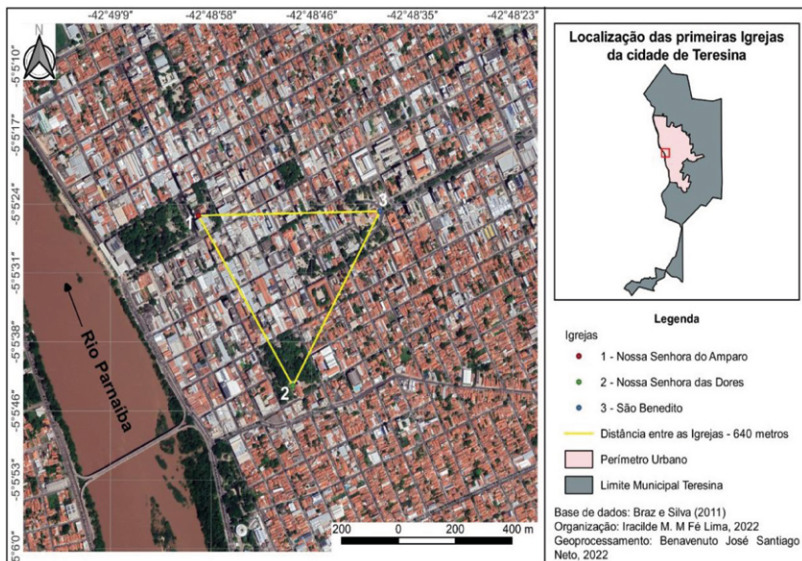 -42°49'9" -42°48'58" -42°48'46" -42°48'35" -42°48'23"
N
-5°5'10"
-5°5'17"
-5°5'24"
-5°5'31"
-5°5'38"
-5°5'46"
-5°5'53"
-5°6'0"
1
3
2
Rio Parnaíba
200 0 200 400 m
Localização das primeiras Igrejas
da cidade de Teresina
Legenda
Igrejas
1 - Nossa Senhora do Amparo
2 - Nossa Senhora das Dores
3 - São Benedito
Distância entre as Igrejas - 640 metros
Perímetro Urbano
Limite Municipal Teresina
Base de dados: Braz e Silva (2011)
Organização: Iracilde M. M Fé Lima, 2022
Geoprocessamento: Benavenuto José Santiago
Neto, 2022